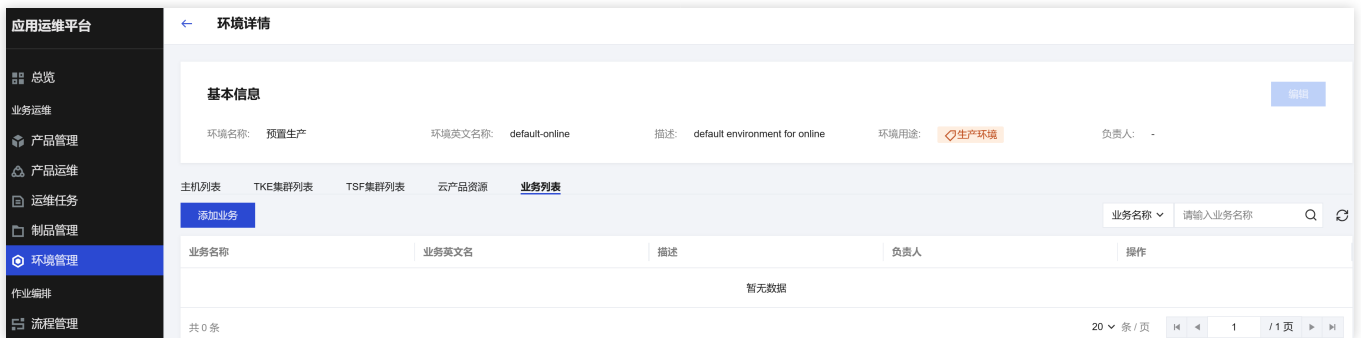 应用运维平台
← 环境详情
总览
业务运维
产品管理
产品运维
运维任务
制品管理
环境管理
作业编排
流程管理
基本信息
编辑
环境名称: 预置生产 环境英文名称: default-online 描述: default environment for online 环境用途: 生产环境 负责人: -
主机列表 TKE集群列表 TSF集群列表 云产品资源 业务列表
添加业务 业务名称 请输入业务名称
业务名称 业务英文名 描述 负责人 操作
暂无数据
共 0 条 20 条 / 页 1 / 1 页